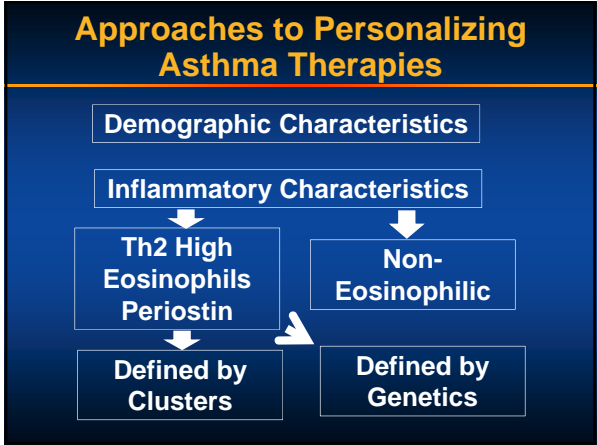 Approaches to Personalizing
Asthma Therapies
Demographic Characteristics
Inflammatory Characteristics
Th2 High
Eosinophils
Periostin
Non-
Eosinophilic
Defined by
Clusters
Defined by
Genetics